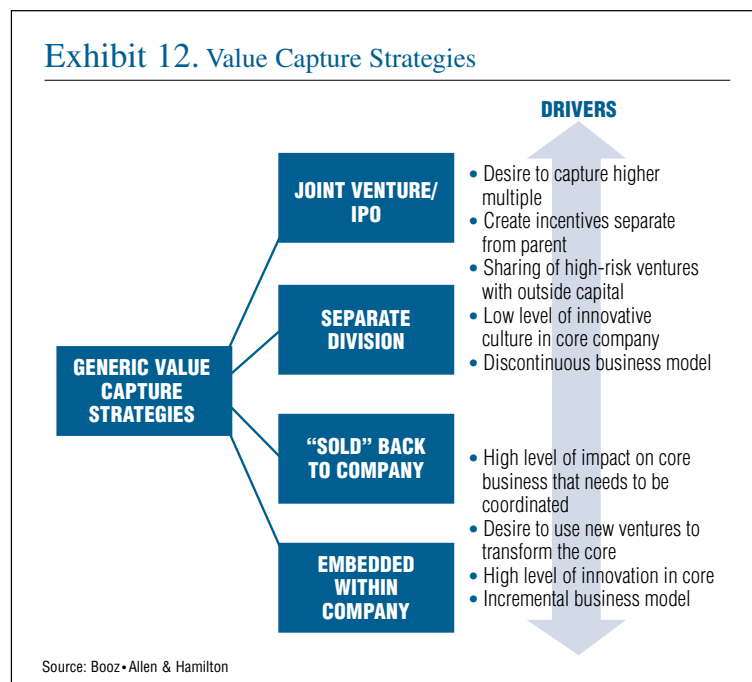 Exhibit 12. Value Capture Strategies
DRIVERS
JOINT VENTURE/
IPO
SEPARATE
DIVISION
GENERIC VALUE
CAPTURE
STRATEGIES
“SOLD” BACK
TO COMPANY
EMBEDDED
WITHIN
COMPANY
• Desire to capture higher
multiple
• Create incentives separate
from parent
• Sharing of high-risk ventures
with outside capital
• Low level of innovative
culture in core company
• Discontinuous business model
• High level of impact on core
business that needs to be
coordinated
• Desire to use new ventures to
transform the core
• High level of innovation in core
• Incremental business model
Source: Booz•Allen & Hamilton